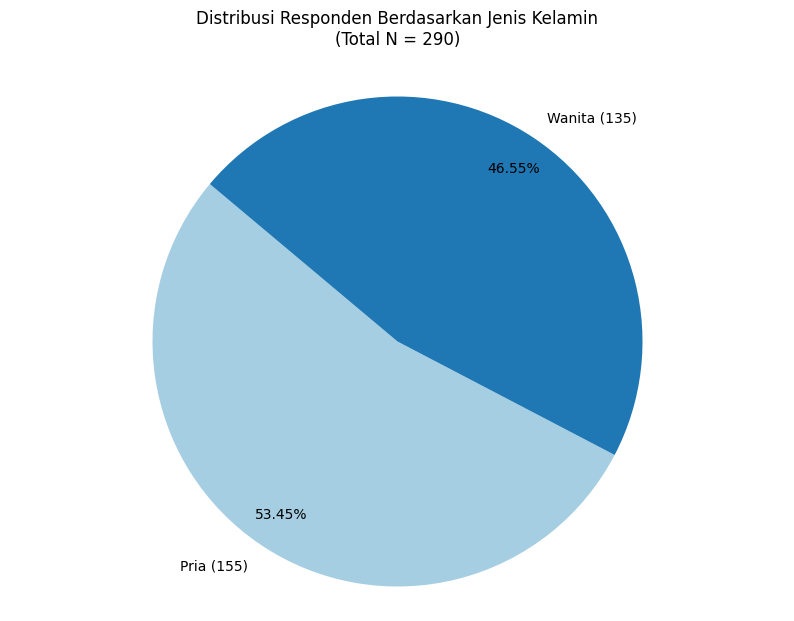 Distribusi Responden Berdasarkan Jenis Kelamin
(Total N = 290)
Wanita (135)
46.55%
53.45%
Pria (155)